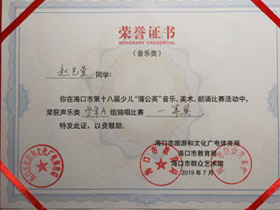 荣誉证书
HONORARY CREDENTIAL
(音乐类)
赵 同学:
你在海口市第十八届少儿“蒲公英”音乐、美术、朗诵比赛活动中,
荣获声乐类 少年A 组独唱比赛 一等奖。
特发此证,以资鼓励。
海口市旅游和文化广电体育局
海口市教育局
海口市群众艺术馆
2019年7月